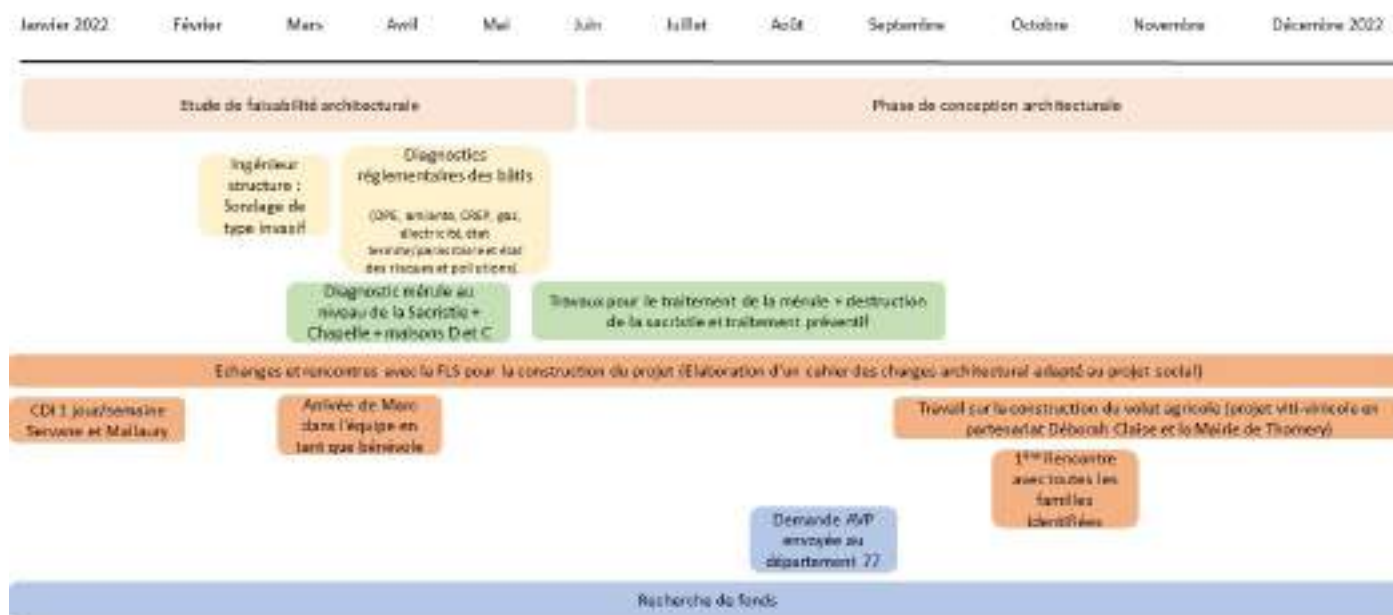 Janvier 2022 Février Mars Avril Mai Juin Juillet Août Septembre Octobre Novembre Décembre 2022
Etude de faisabilité architecturale
Phase de conception architecturale
Ingénieur
structure :
Sondage de
type invasif
Diagnostics
réglementaires des bâtis
(DPE, amiante, CREP, gaz,
électricité, état
termite/parasitaire et état
des risques et pollutions).
Diagnostic mérule au
niveau de la Sacristie +
Chapelle + maisons D et C
Travaux pour le traitement de la mérule + destruction
de la sacristie et traitement préventif
Echanges et rencontres avec la FLS pour la construction du projet (Elaboration d'un cahier des charges architectural adapté au projet social)
CDI 1 jour/semaine
Servane et Maïlaury
Arrivée de Marc
dans l'équipe en
tant que bénévole
Travail sur la construction du volet agricole (projet viti-vinicole en
partenariat Déborah Claise et la Mairie de Thomery)
1ère Rencontre
avec toutes les
familles
identifiées
Demande AVP
envoyée au
département 77
Recherche de fonds